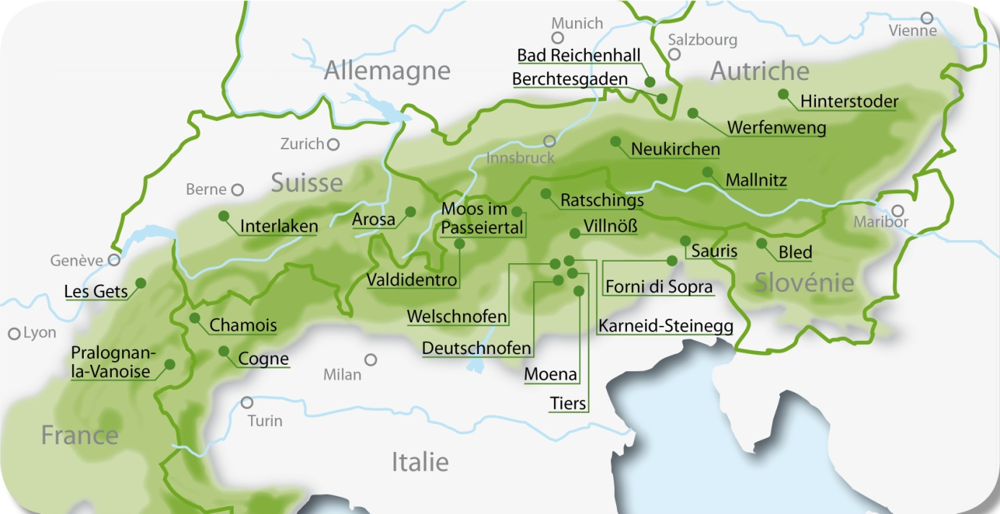 Munich
Vienne
Salzbourg
Bad Reichenhall
Allemagne
Autriche
Berchtesgaden
Hinterstoder
Werfenweng
Zurich
Neukirchen
Innsbruck
Suisse
Mallnitz
Berne
Ratschings
Moos im
Passeiertal
Arosa
Interlaken
Villnöß
Maribor
Sauris
Bled
Genève
Valdidentro
Slovénie
Les Gets
Forni di Sopra
Welschnofen
Chamois
Karneid-Steinegg
Lyon
Deutschnofen
Pralognan-
la-Vanoise
Cogne
Milan
Moena
Tiers
Turin
France
Italie